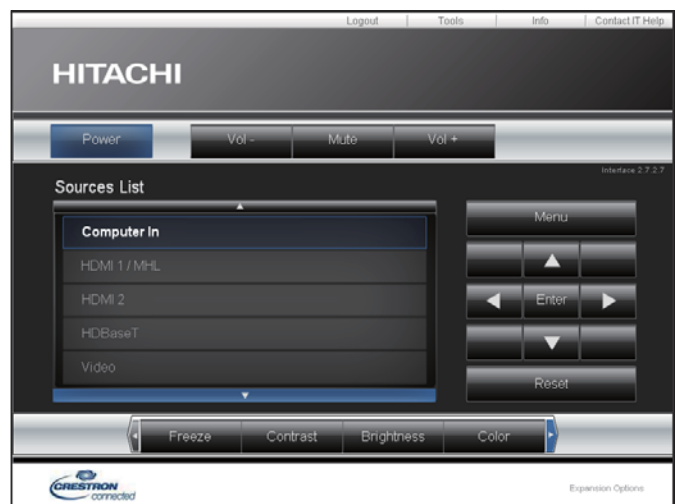 Logout Tools Info Contact IT Help
HITACHI
Power Vol - Mute Vol +
Interface 2.7.2.7
Sources List
Menu
Computer In
HDMI 1 / MHL
HDMI 2
Enter
HDBaseT
Video
Reset
Freeze Contrast Brightness Color
CRESTRON
connected
Expansion Options